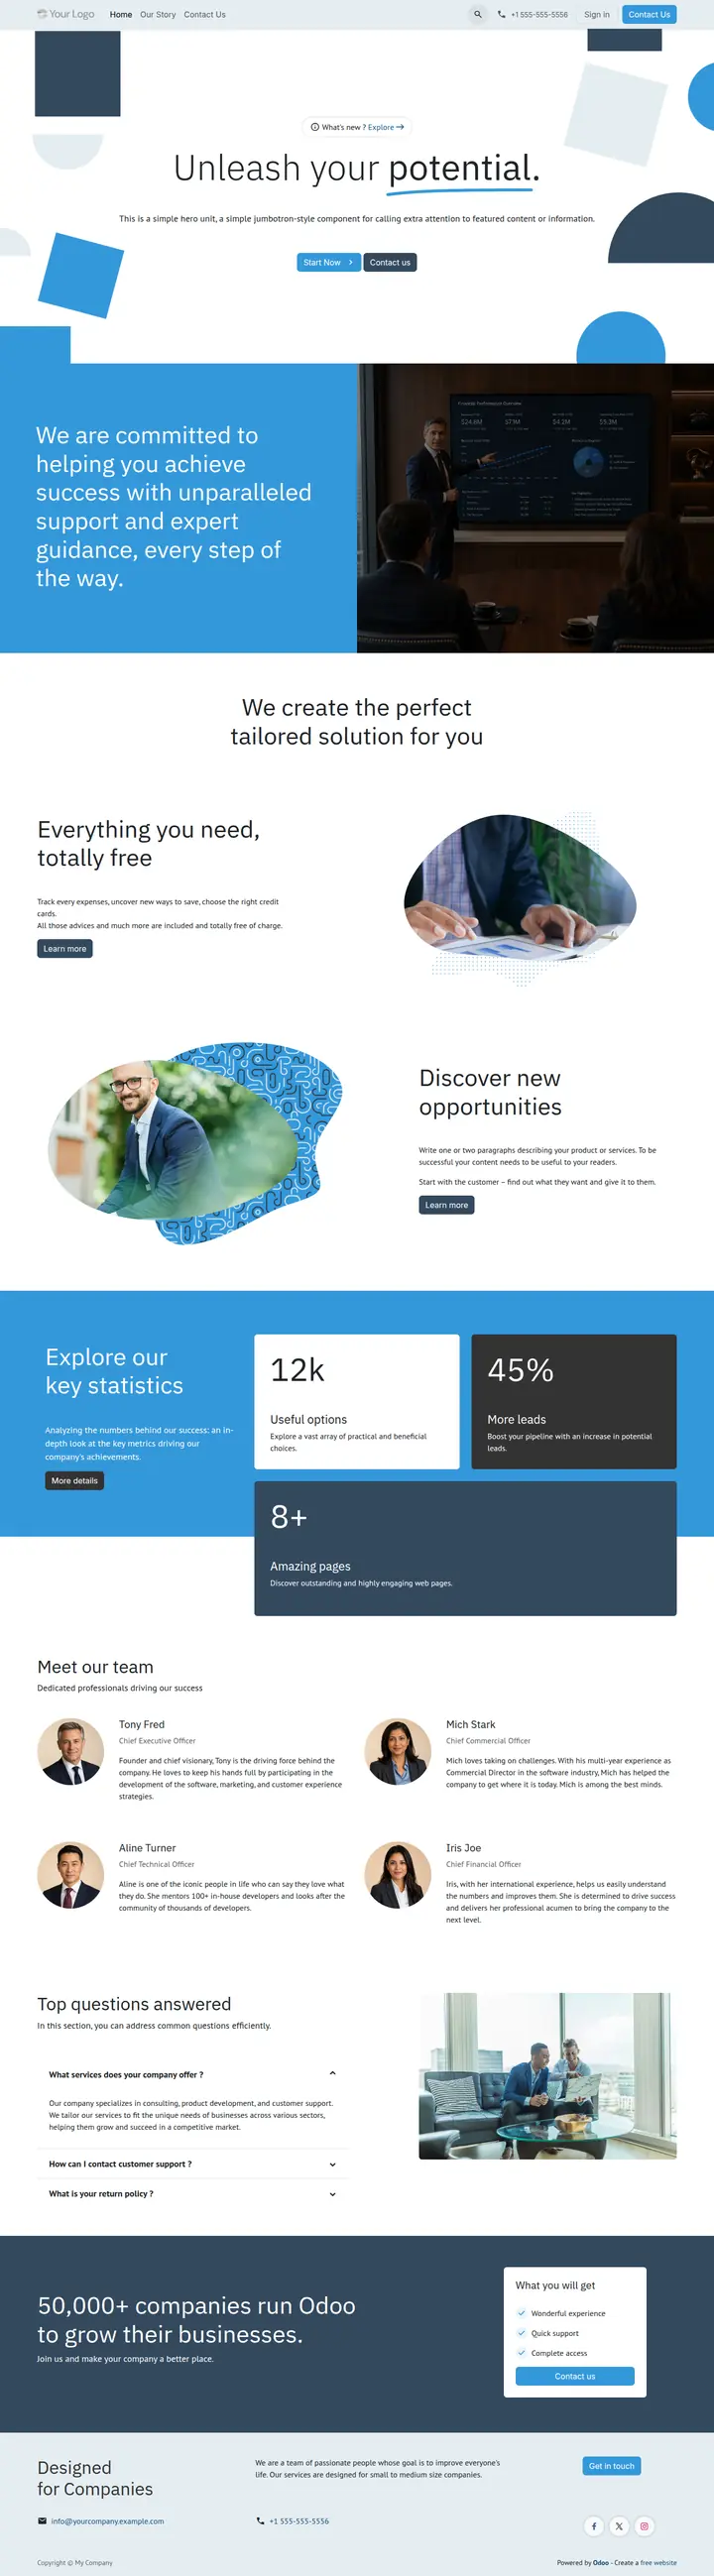 Your Logo Home Our Story Contact Us +1 555-555-5556 Sign in Contact Us
What's new ? Explore
Unleash your potential.
This is a simple hero unit, a simple jumbotron-style component for calling extra attention to featured content or information.
Start Now Contact us
We are committed to
helping you achieve
success with unparalleled
support and expert
guidance, every step of
the way.
$24.6M $7.1M $4.2M $5.3M
We create the perfect
tailored solution for you
Everything you need,
totally free
Track every expenses, uncover new ways to save, choose the right credit
cards.
All those advices and much more are included and totally free of charge.
Learn more
Discover new
opportunities
Write one or two paragraphs describing your product or services. To be
successful your content needs to be useful to your readers.
Start with the customer – find out what they want and give it to them.
Learn more
Explore our
key statistics
Analyzing the numbers behind our success: an in-
depth look at the key metrics driving our
company's achievements.
More details
12k
Useful options
Explore a vast array of practical and beneficial
choices.
45%
More leads
Boost your pipeline with an increase in potential
leads.
8+
Amazing pages
Discover outstanding and highly engaging web pages.
Meet our team
Dedicated professionals driving our success
Tony Fred
Chief Executive Officer
Founder and chief visionary, Tony is the driving force behind the
company. He loves to keep his hands full by participating in the
development of the software, marketing, and customer experience
strategies.
Mich Stark
Chief Commercial Officer
Mich loves taking on challenges. With his multi-year experience as
Commercial Director in the software industry, Mich has helped the
company to get where it is today. Mich is among the best minds.
Aline Turner
Chief Technical Officer
Aline is one of the iconic people in life who can say they love what
they do. She mentors 100+ in-house developers and looks after the
community of thousands of developers.
Iris Joe
Chief Financial Officer
Iris, with her international experience, helps us easily understand
the numbers and improves them. She is determined to drive success
and delivers her professional acumen to bring the company to the
next level.
Top questions answered
In this section, you can address common questions efficiently.
What services does your company offer ?
Our company specializes in consulting, product development, and customer support.
We tailor our services to fit the unique needs of businesses across various sectors,
helping them grow and succeed in a competitive market.
How can I contact customer support ?
What is your return policy ?
50,000+ companies run Odoo
to grow their businesses.
Join us and make your company a better place.
What you will get
Wonderful experience
Quick support
Complete access
Contact us
Designed
for Companies
We are a team of passionate people whose goal is to improve everyone's
life. Our services are designed for small to medium size companies.
Get in touch
info@yourcompany.example.com
+1 555-555-5556
Copyright © My Company
Powered by Odoo - Create a free website